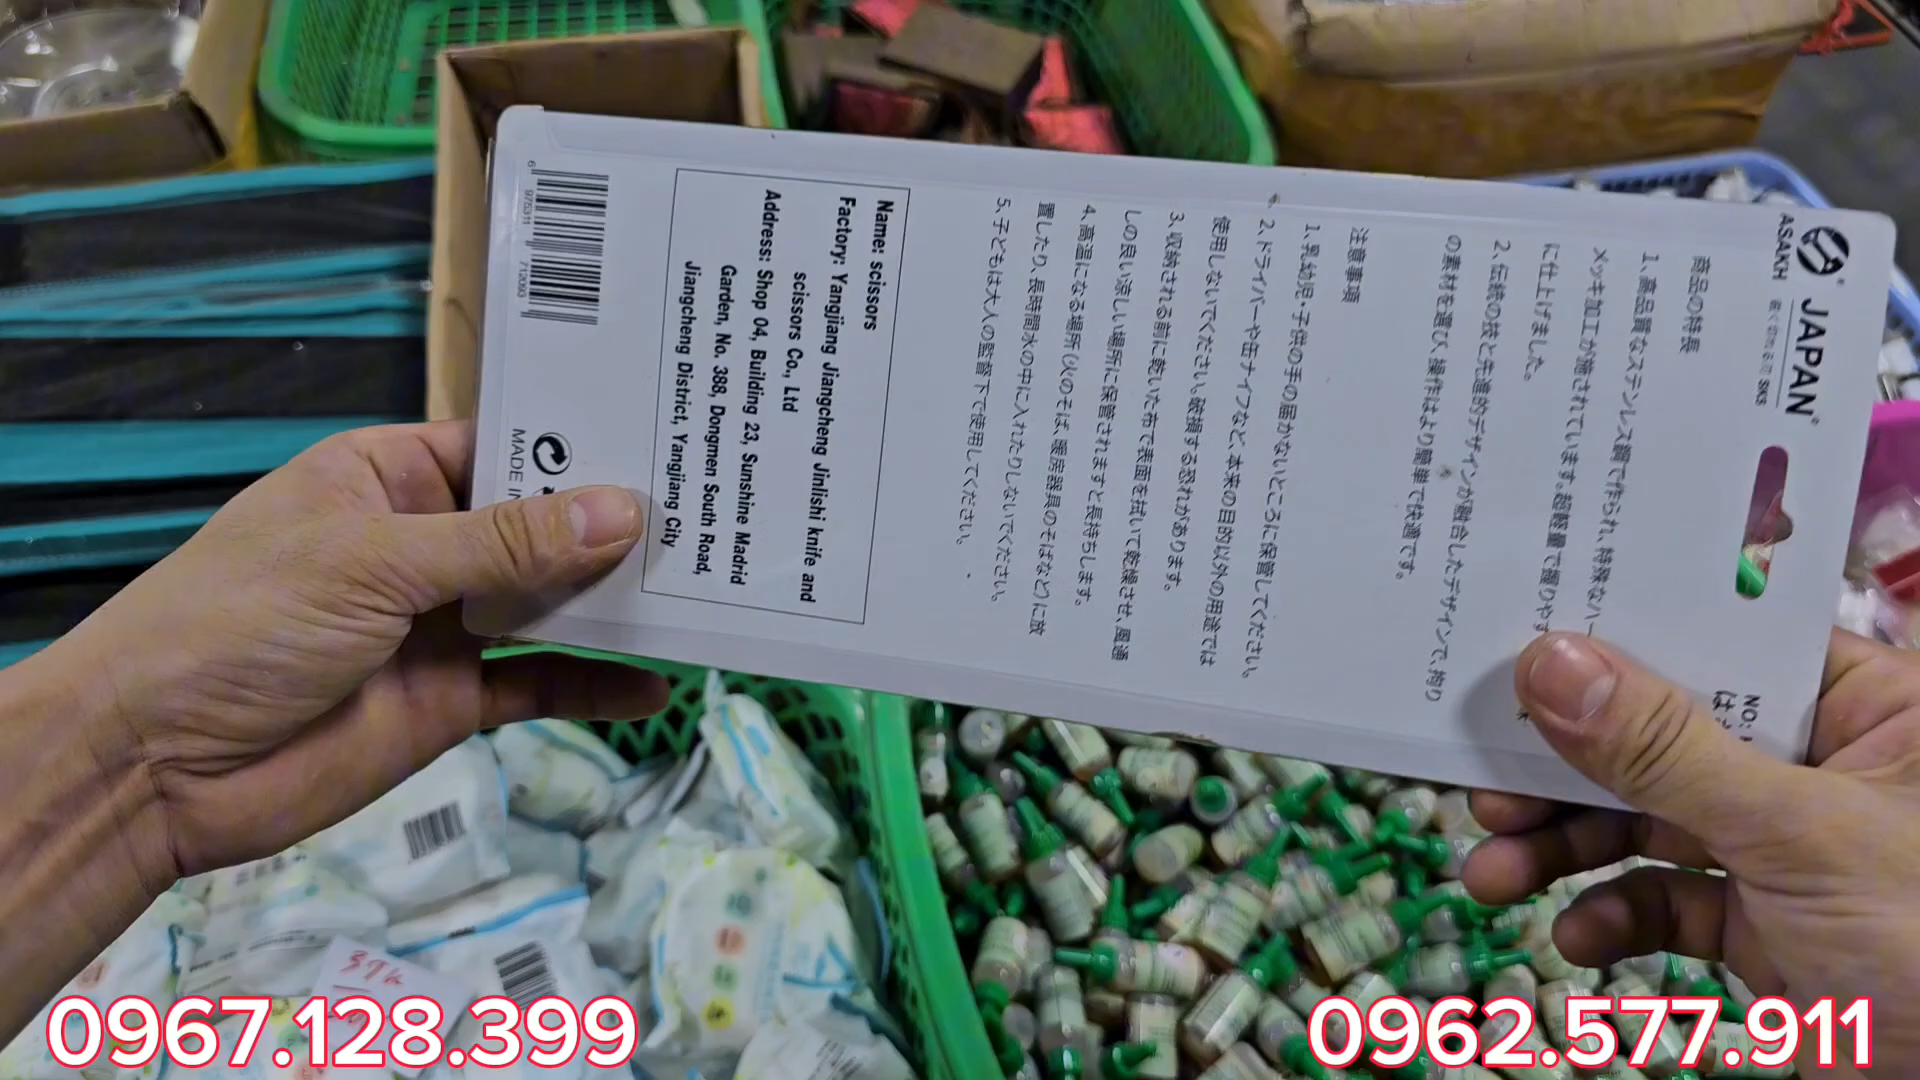 JAPAN®
ASAKH
SKS
NO:
商品の特長
1、高品質なステンレス鋼で作られ、特殊なハー
メッキ加工が施されています。超軽量で握りやす
に仕上げました。
2、伝統の技と先進的デザインが融合したデザインで、拘り
の素材を選び、操作はより簡単で快適です。
注意事項
1、乳幼児・子供の手の届かないところに保管してください。
2、ドライバーや缶ナイフなど、本来の目的以外の用途では
使用しないでください、破損する恐れがあります。
3、収納される前に乾いた布で表面を拭いて乾燥させ、風通
しの良い涼しい場所に保管されますと長持ちします。
4、高温になる場所(火のそば、暖房器具のそばなど)に放
置したり、長時間水の中に入れたりしないでください。
5、子どもは大人の監督下で使用してください。
Name: scissors
Factory: Yangjiang Jiangcheng Jinlishi knife and
scissors Co., Ltd
Address: Shop 04, Building 23, Sunshine Madrid
Garden, No. 388, Dongmen South Road,
Jiangcheng District, Yangjiang City
6 975311 712093
MADE IN
0967.128.399
0962.577.911